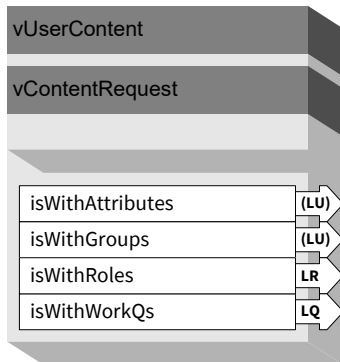 vUserContent
vContentRequest
isWithAttributes (LU)
isWithGroups (LU)
isWithRoles LR
isWithWorkQs LQ